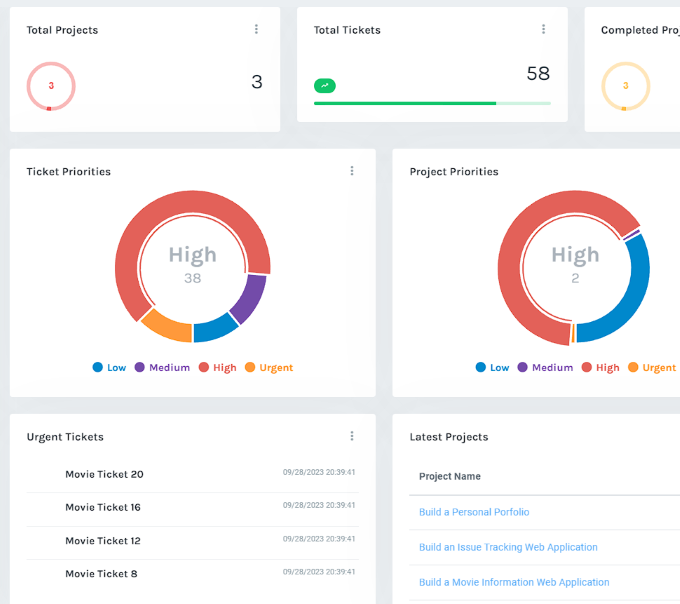 Total Projects
3
3
Total Tickets
58
Completed Proj
3
Ticket Priorities
High
38
Low Medium High Urgent
Project Priorities
High
2
Low Medium High Urgent
Urgent Tickets
Movie Ticket 20 09/28/2023 20:39:41
Movie Ticket 16 09/28/2023 20:39:41
Movie Ticket 12 09/28/2023 20:39:41
Movie Ticket 8 09/28/2023 20:39:41
Latest Projects
Project Name
Build a Personal Porfolio
Build an Issue Tracking Web Application
Build a Movie Information Web Application